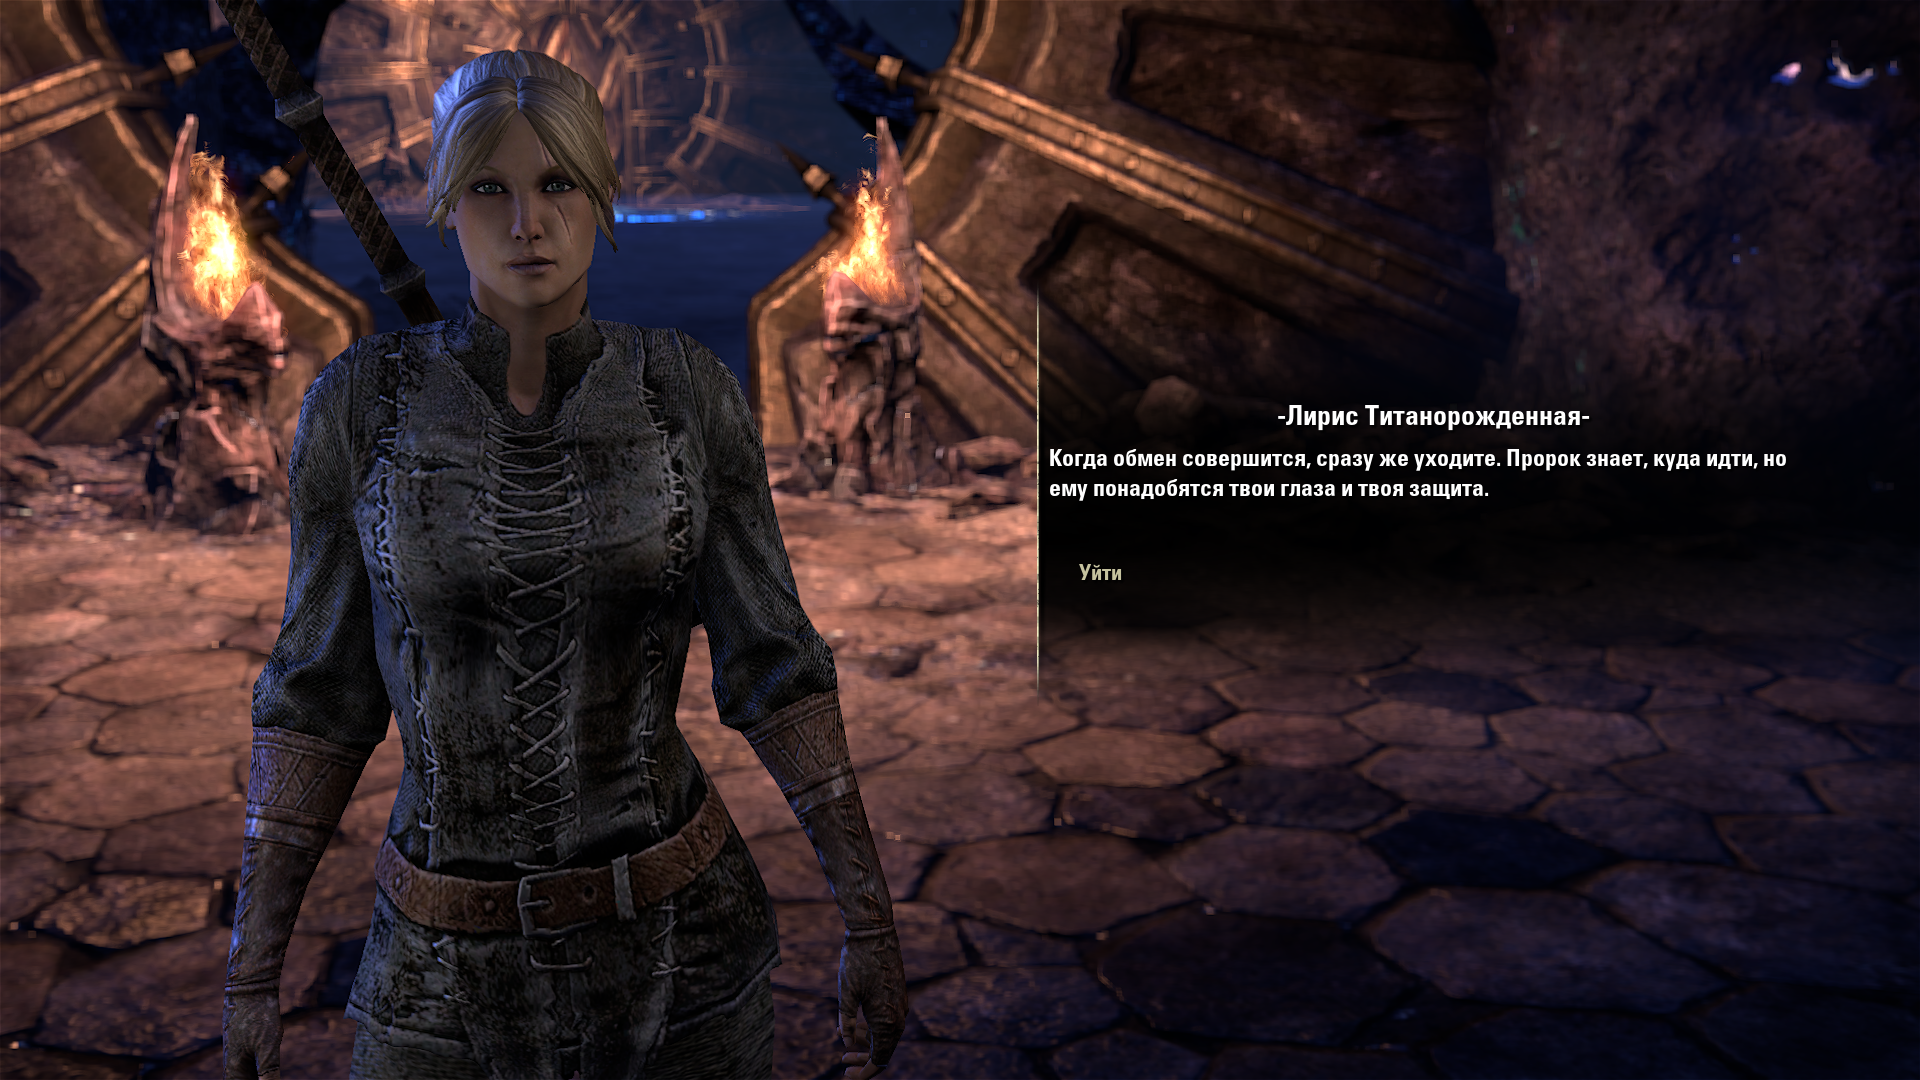 -Лирис Титанорожденная-
Когда обмен совершится, сразу же уходите. Пророк знает, куда идти, но
ему понадобятся твои глаза и твоя защита.
Уйти